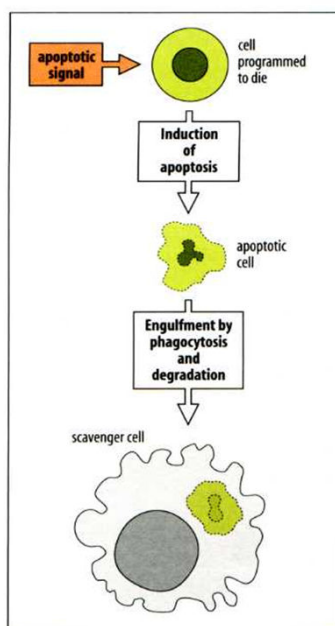 apoptotic
signal
cell
programmed
to die
Induction
of
apoptosis
apoptotic
cell
Engulfment by
phagocytosis
and
degradation
scavenger cell